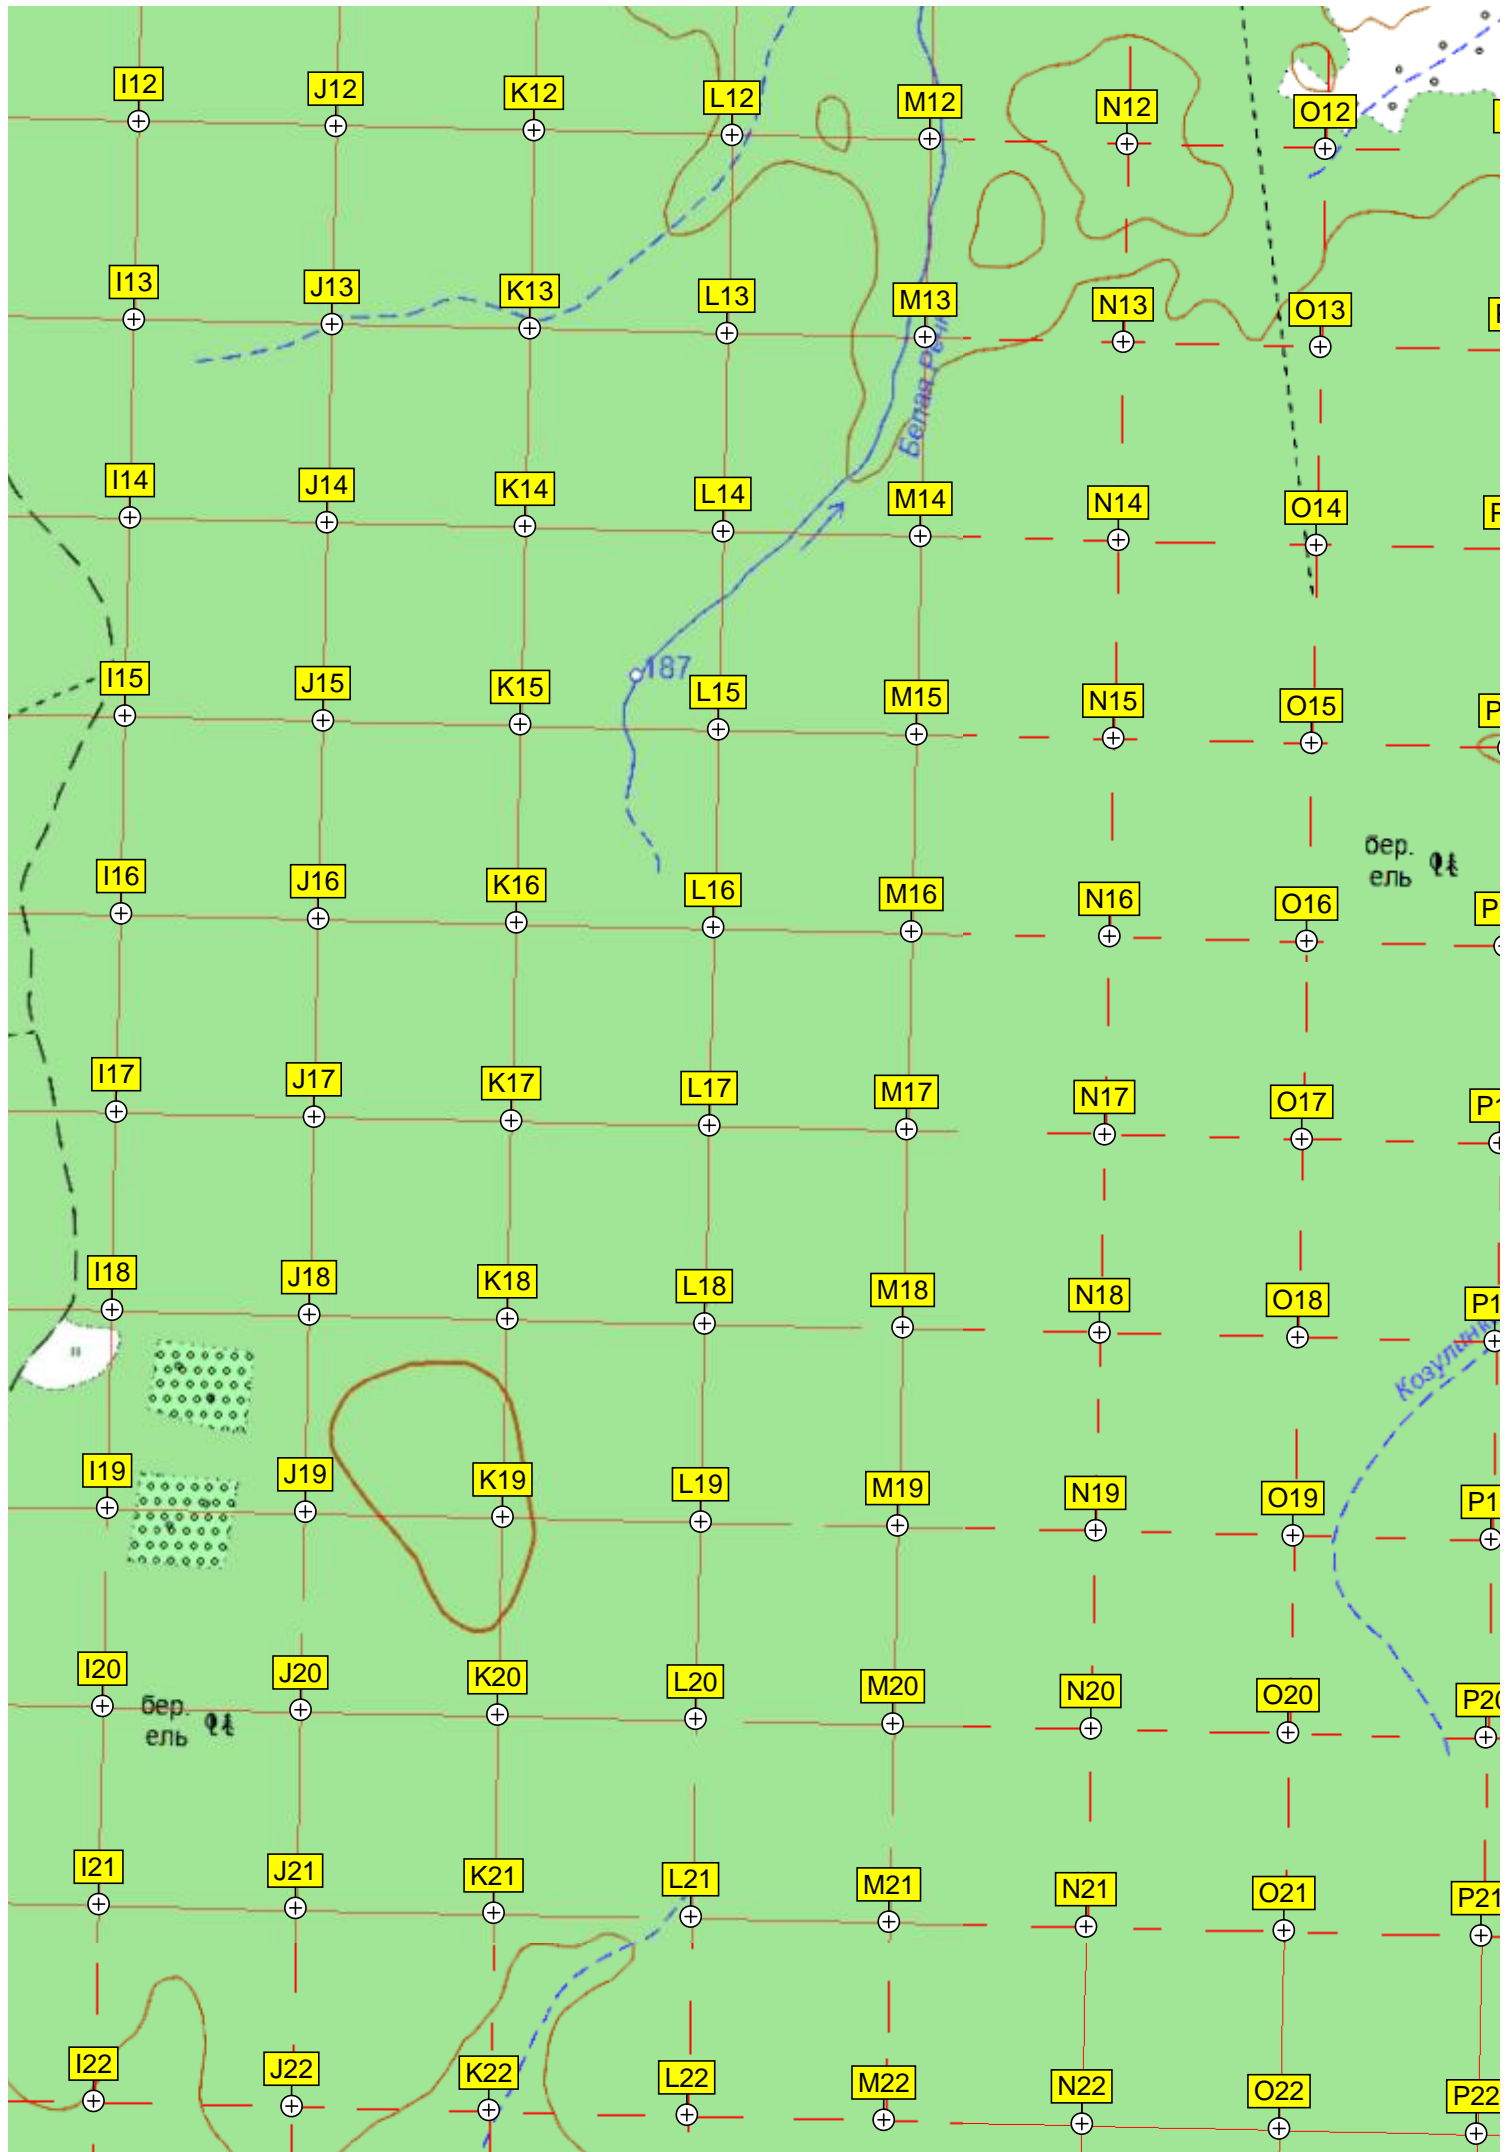 I12 J12 K12 L12 M12 N12 O12
I13 J13 K13 L13 M13 N13 O13
Белая
I14 J14 K14 L14 M14 N14 O14
187
I15 J15 K15 L15 M15 N15 O15
бер.
ель
I16 J16 K16 L16 M16 N16 O16
I17 J17 K17 L17 M17 N17 O17
I18 J18 K18 L18 M18 N18 O18
I19 J19 K19 L19 M19 N19 O19
I20 J20 K20 L20 M20 N20 O20 P20
бер.
ель
I21 J21 K21 L21 M21 N21 O21 P21
I22 J22 K22 L22 M22 N22 O22 P22